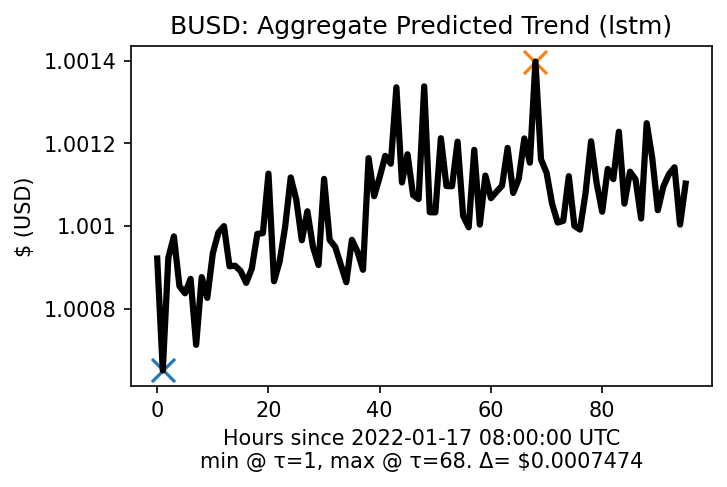 BUSD: Aggregate Predicted Trend (lstm)
1.0014
1.0012
1.001
1.0008
$ (USD)
0 20 40 60 80
Hours since 2022-01-17 08:00:00 UTC
min @ τ=1, max @ τ=68. Δ= $0.0007474